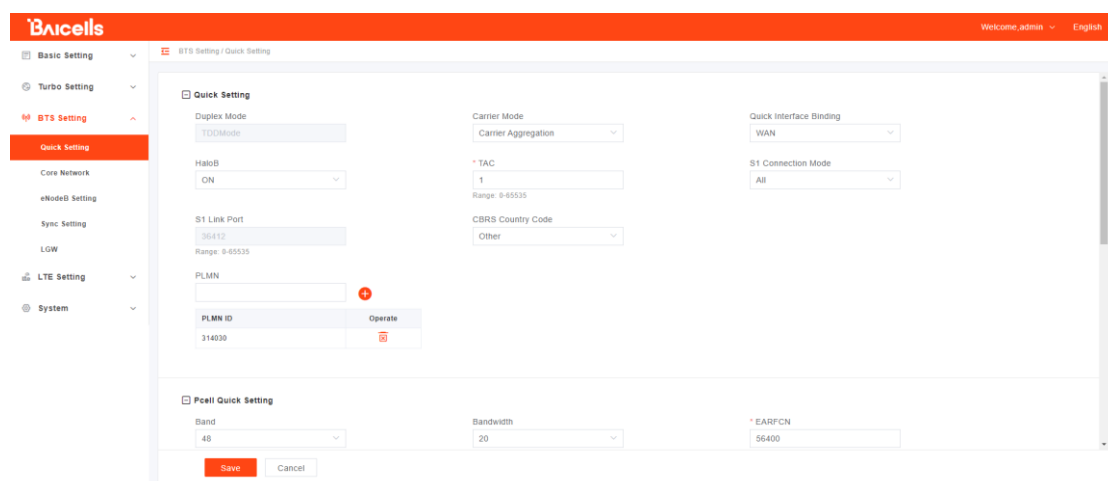 Baicells
Welcome,admin English
Basic Setting
Turbo Setting
BTS Setting
Quick Setting
Core Network
eNodeB Setting
Sync Setting
LGW
LTE Setting
System
BTS Setting / Quick Setting
Quick Setting
Duplex Mode Carrier Mode Quick Interface Binding
TDDMode Carrier Aggregation WAN
HaloB * TAC S1 Connection Mode
ON 1 All
Range: 0-65535
S1 Link Port CBRS Country Code
36412 Other
Range: 0-65535
PLMN
PLMN ID Operate
314030
Pcell Quick Setting
Band Bandwidth * EARFCN
48 20 56400
Save Cancel